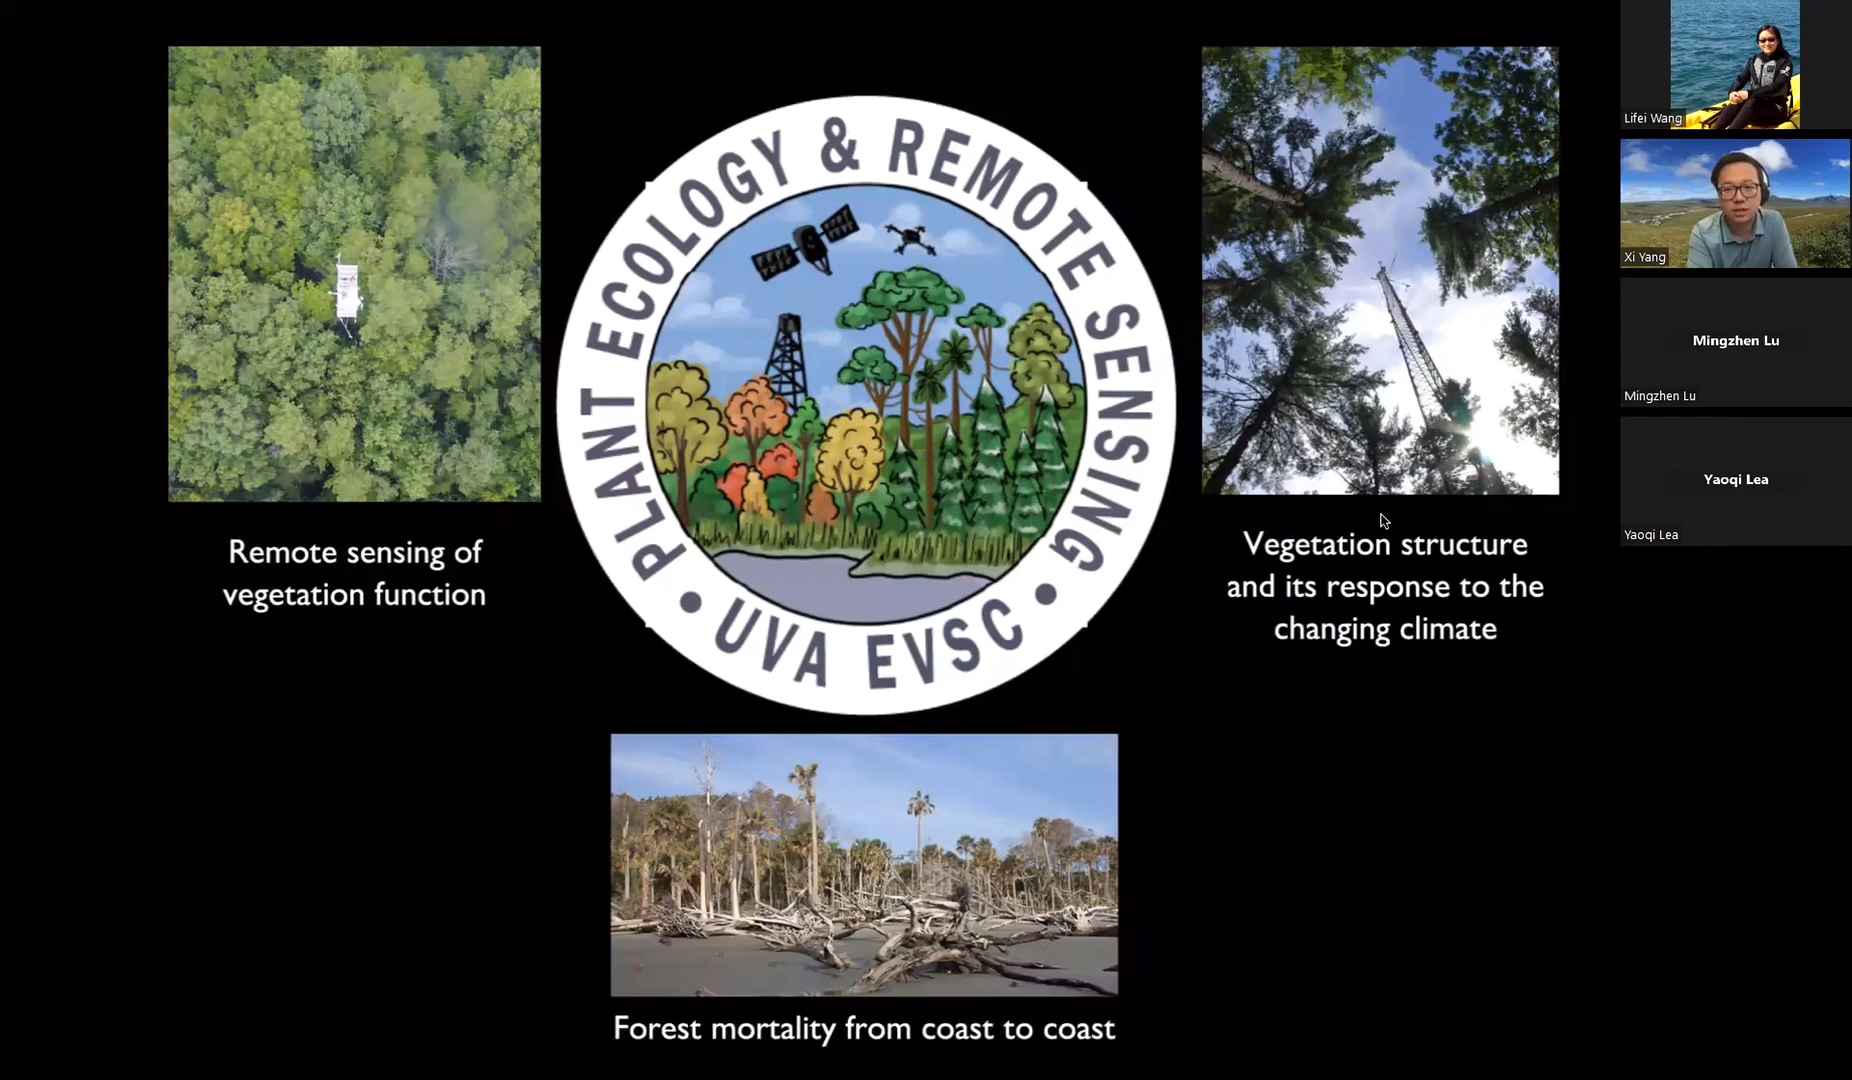 PLANT ECOLOGY & REMOTE SENSING
• UVA EVSC •
Remote sensing of
vegetation function
Vegetation structure
and its response to the
changing climate
Forest mortality from coast to coast
Lifei Wang
Xi Yang
Mingzhen Lu
Mingzhen Lu
Yaoqi Lea
Yaoqi Lea